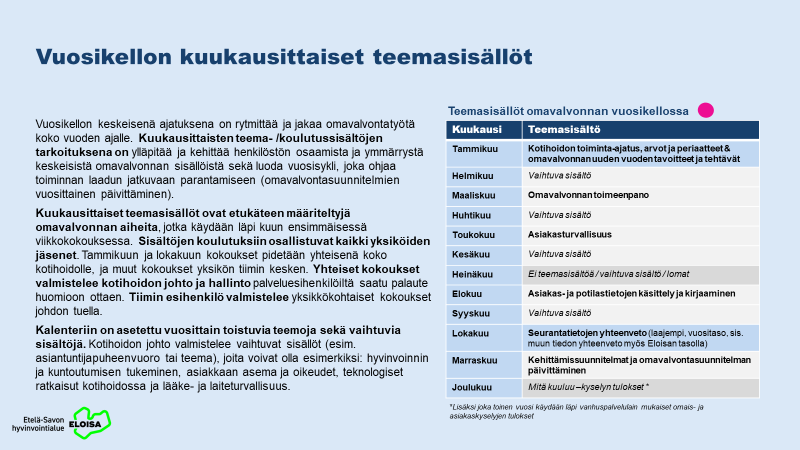 Vuosikellon kuukausittaiset teemasisällöt
Vuosikellon keskeisenä ajatuksena on rytmittää ja jakaa omavalvontatyötä
koko vuoden ajalle. Kuukausittaisten teema- /koulutussisältöjen
tarkoituksena on ylläpitää ja kehittää henkilöstön osaamista ja ymmärrystä
keskeisistä omavalvonnan sisällöistä sekä luoda vuosisykli, joka ohjaa
toiminnan laadun jatkuvaan parantamiseen (omavalvontasuunnitelmien
vuosittainen päivittäminen).
Kuukausittaiset teemasisällöt ovat etukäteen määriteltyjä
omavalvonnan aiheita, jotka käydään läpi kuun ensimmäisessä
viikkokokouksessa. Sisältöjen koulutuksiin osallistuvat kaikki yksiköiden
jäsenet. Tammikuun ja lokakuun kokoukset pidetään yhteisenä koko
kotihoidolle, ja muut kokoukset yksikön tiimin kesken. Yhteiset kokoukset
valmistelee kotihoidon johto ja hallinto palveluesihenkilöiltä saatu palaute
huomioon ottaen. Tiimin esihenkilö valmistelee yksikkökohtaiset kokoukset
johdon tuella.
Kalenteriin on asetettu vuosittain toistuvia teemoja sekä vaihtuvia
sisältöjä. Kotihoidon johto valmistelee vaihtuvat sisällöt (esim.
asiantuntijapuheenvuoro tai teema), joita voivat olla esimerkiksi: hyvinvoinnin
ja kuntoutumisen tukeminen, asiakkaan asema ja oikeudet, teknologiset
ratkaisut kotihoidossa ja lääke- ja laiteturvallisuus.
Teemasisällöt omavalvonnan vuosikellossa
Kuukausi Teemasisältö
Tammikuu Kotihoidon toiminta-ajatus, arvot ja periaatteet &
omavalvonnan uuden vuoden tavoitteet ja tehtävät
Helmikuu Vaihtuva sisältö
Maaliskuu Omavalvonnan toimeenpano
Huhtikuu Vaihtuva sisältö
Toukokuu Asiakasturvallisuus
Kesäkuu Vaihtuva sisältö
Heinäkuu Ei teemasisältöä / vaihtuva sisältö / lomat
Elokuu Asiakas- ja potilastietojen käsittely ja kirjaaminen
Syyskuu Vaihtuva sisältö
Lokakuu Seurantatietojen yhteenveto (laajempi, vuositaso, sis.
muun tiedon yhteenveto myös Eloisan tasolla)
Marraskuu Kehittämissuunnitelmat ja omavalvontasuunnitelman
päivittäminen
Joulukuu Mitä kuuluu –kyselyn tulokset *
*Lisäksi joka toinen vuosi käydään läpi vanhuspalvelulain mukaiset omais- ja
asiakaskyselyjen tulokset
Etelä-Savon
hyvinvointialue
ELOISA